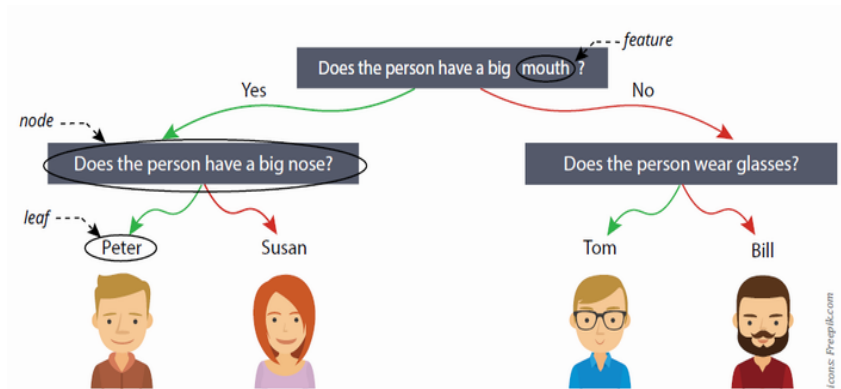 feature
Does the person have a big mouth ?
Yes
No
node
Does the person have a big nose?
Does the person wear glasses?
leaf
Peter
Susan
Tom
Bill
icons: Freepik.com